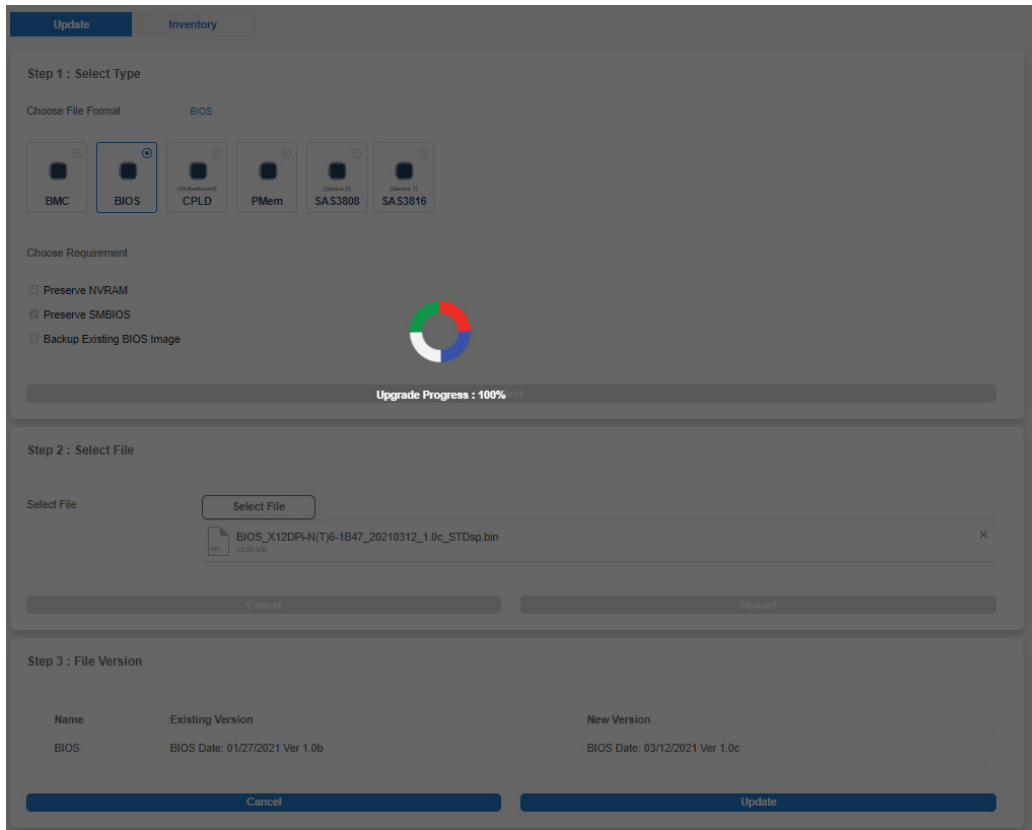 Update Inventory
Step 1 : Select Type
Choose File Format BIOS
(Motherboard) (Device 0) (Device 1)
BMC BIOS CPLD PMem SAS3808 SAS3816
Choose Requirement
Preserve NVRAM
Preserve SMBIOS
Backup Existing BIOS Image
Upgrade Progress : 100%
Step 2 : Select File
Select File Select File
BIOS_X12DPi-N(T)6-1B47_20210312_1.0c_STDsp.bin
Cancel Upload
Step 3 : File Version
Name Existing Version New Version
BIOS BIOS Date: 01/27/2021 Ver 1.0b BIOS Date: 03/12/2021 Ver 1.0c
Cancel Update